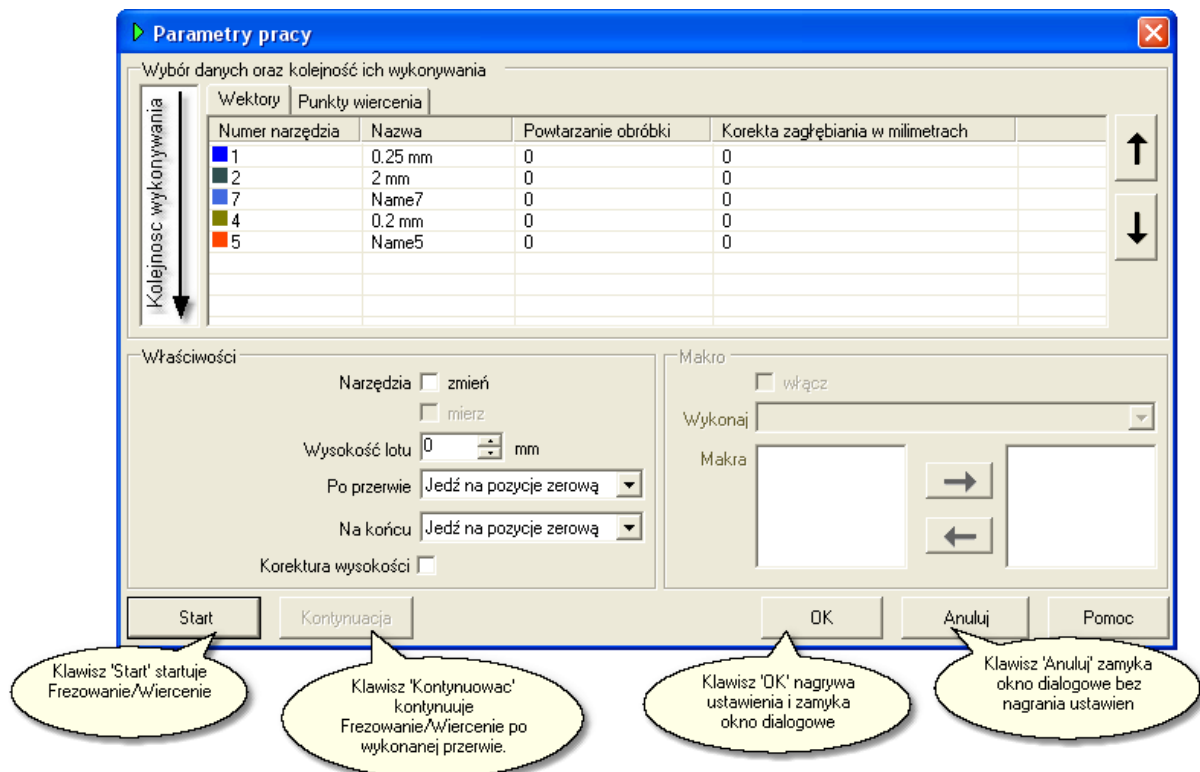 Parametry pracy
Wybór danych oraz kolejność ich wykonywania
Kolejnosc wykonywania
Wektory Punkty wiercenia
Numer narzędzia Nazwa Powtarzanie obróbki Korekta zagłębiania w milimetrach
1 0.25 mm 0 0
2 2 mm 0 0
7 Name7 0 0
4 0.2 mm 0 0
5 Name5 0 0
Właściwości
Narzędzia zmień
mierz
Wysokość lotu 0 mm
Po przerwie Jedź na pozycje zerową
Na końcu Jedź na pozycje zerową
Korektura wysokości
Makro
włącz
Wykonaj
Makra
Start Kontynuacja OK Anuluj Pomoc
Klawisz 'Start' startuje
Frezowanie/Wiercenie
Klawisz 'Kontynuowac'
kontynuuje
Frezowanie/Wiercenie po
wykonanej przerwie.
Klawisz 'OK' nagrywa
ustawienia i zamyka
okno dialogowe
Klawisz 'Anuluj' zamyka
okno dialogowe bez
nagrania ustawien